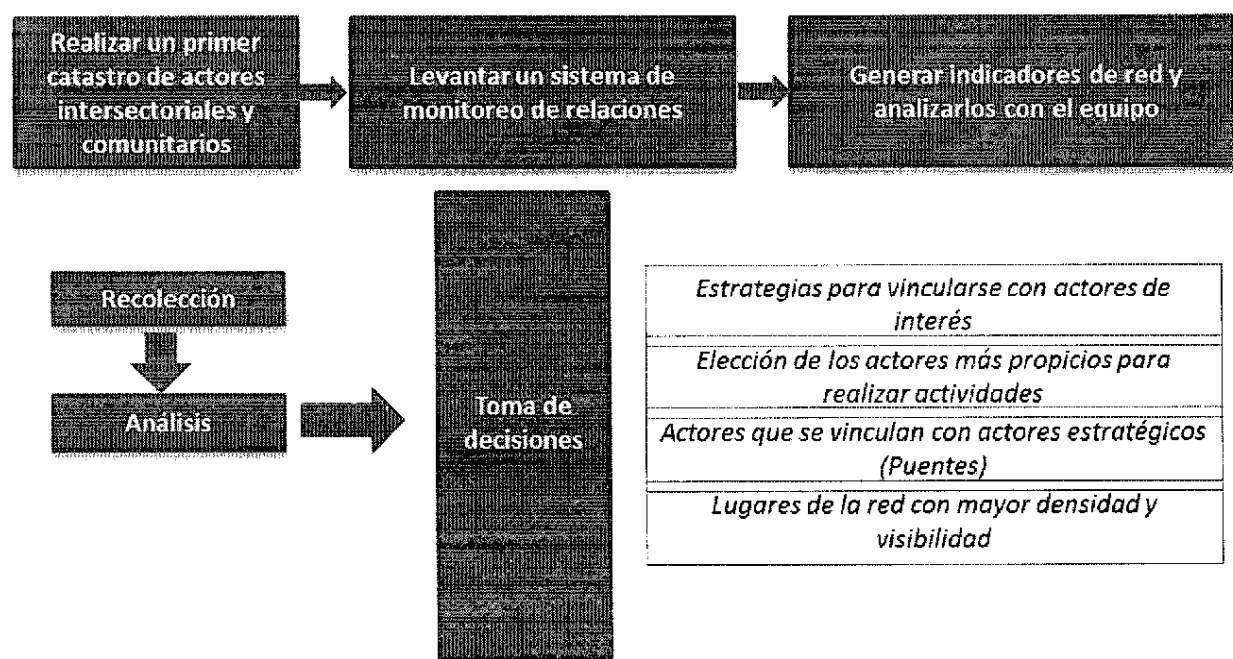 Realizar un primer
catastro de actores
intersectoriales y
comunitarios
Levantar un sistema de
monitoreo de relaciones
Generar indicadores de red y
analizarlos con el equipo
Recolección
Análisis
Toma de
decisiones
Estrategias para vincularse con actores de
interés
Elección de los actores más propicios para
realizar actividades
Actores que se vinculan con actores estratégicos
(Puentes)
Lugares de la red con mayor densidad y
visibilidad